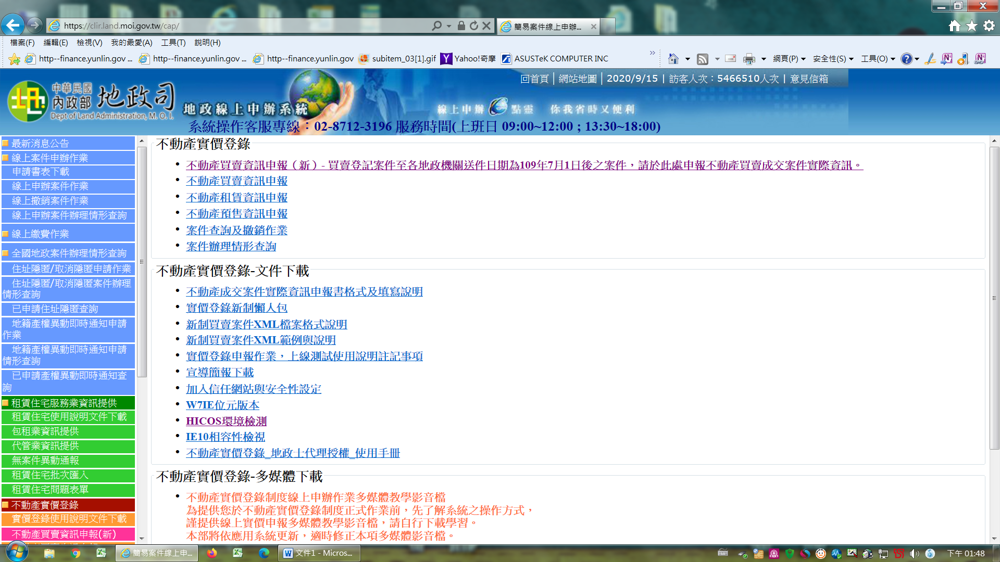 https://clir.land.moi.gov.tw/cap/
簡易案件線上申辦...
檔案(F) 編輯(E) 檢視(V) 我的最愛(A) 工具(T) 說明(H)
http--finance.yunlin.gov ... http--finance.yunlin.gov ... http--finance.yunlin.gov subitem_03[1].gif Yahoo!奇摩 ASUSTeK COMPUTER INC » 網頁(P) 安全性(S) 工具(O)
回首頁 | 網站地圖 | 2020/9/15 | 訪客人次：5466510人次 | 意見信箱
中華民國
內政部 地政司
Dept of Land Administration, M. O. I.
地政線上申辦系統
線上申辦 點靈 你我省時又便利
系統操作客服專線：02-8712-3196 服務時間(上班日 09:00~12:00 ; 13:30~18:00)
最新消息公告
線上案件申辦作業
申請書表下載
線上申辦案件作業
線上撤銷案件作業
線上申辦案件辦理情形查詢
線上繳費作業
全國地政案件辦理情形查詢
住址隱匿/取消隱匿申請作業
住址隱匿/取消隱匿案件辦理
情形查詢
已申請住址隱匿查詢
地籍產權異動即時通知申請
作業
地籍產權異動即時通知申請
情形查詢
已申請產權異動即時通知查
詢
租賃住宅服務業資訊提供
租賃住宅使用說明文件下載
包租業資訊提供
代管業資訊提供
無案件異動通報
租賃住宅批次匯入
租賃住宅問題表單
不動產實價登錄
實價登錄使用說明文件下載
不動產買賣資訊申報(新)
不動產實價登錄
不動產買賣資訊申報（新）- 買賣登記案件至各地政機關送件日期為109年7月1日後之案件，請於此處申報不動產買賣成交案件實際資訊。
不動產買賣資訊申報
不動產租賃資訊申報
不動產預售資訊申報
案件查詢及撤銷作業
案件辦理情形查詢
不動產實價登錄-文件下載
不動產成交案件實際資訊申報書格式及填寫說明
實價登錄新制懶人包
新制買賣案件XML檔案格式說明
新制買賣案件XML範例與說明
實價登錄申報作業，上線測試使用說明註記事項
宣導簡報下載
加入信任網站與安全性設定
W7IE位元版本
HICOS環境檢測
IE10相容性檢視
不動產實價登錄_地政士代理授權_使用手冊
不動產實價登錄-多媒體下載
不動產實價登錄制度線上申辦作業多媒體教學影音檔
為提供您於不動產實價登錄制度正式作業前，先了解系統之操作方式，
謹提供線上實價申報多媒體教學影音檔，請自行下載學習。
本部將依應用系統更新，適時修正本項多媒體影音檔。
簡易案件線上申... 文件1 - Micros... 下午 01:48